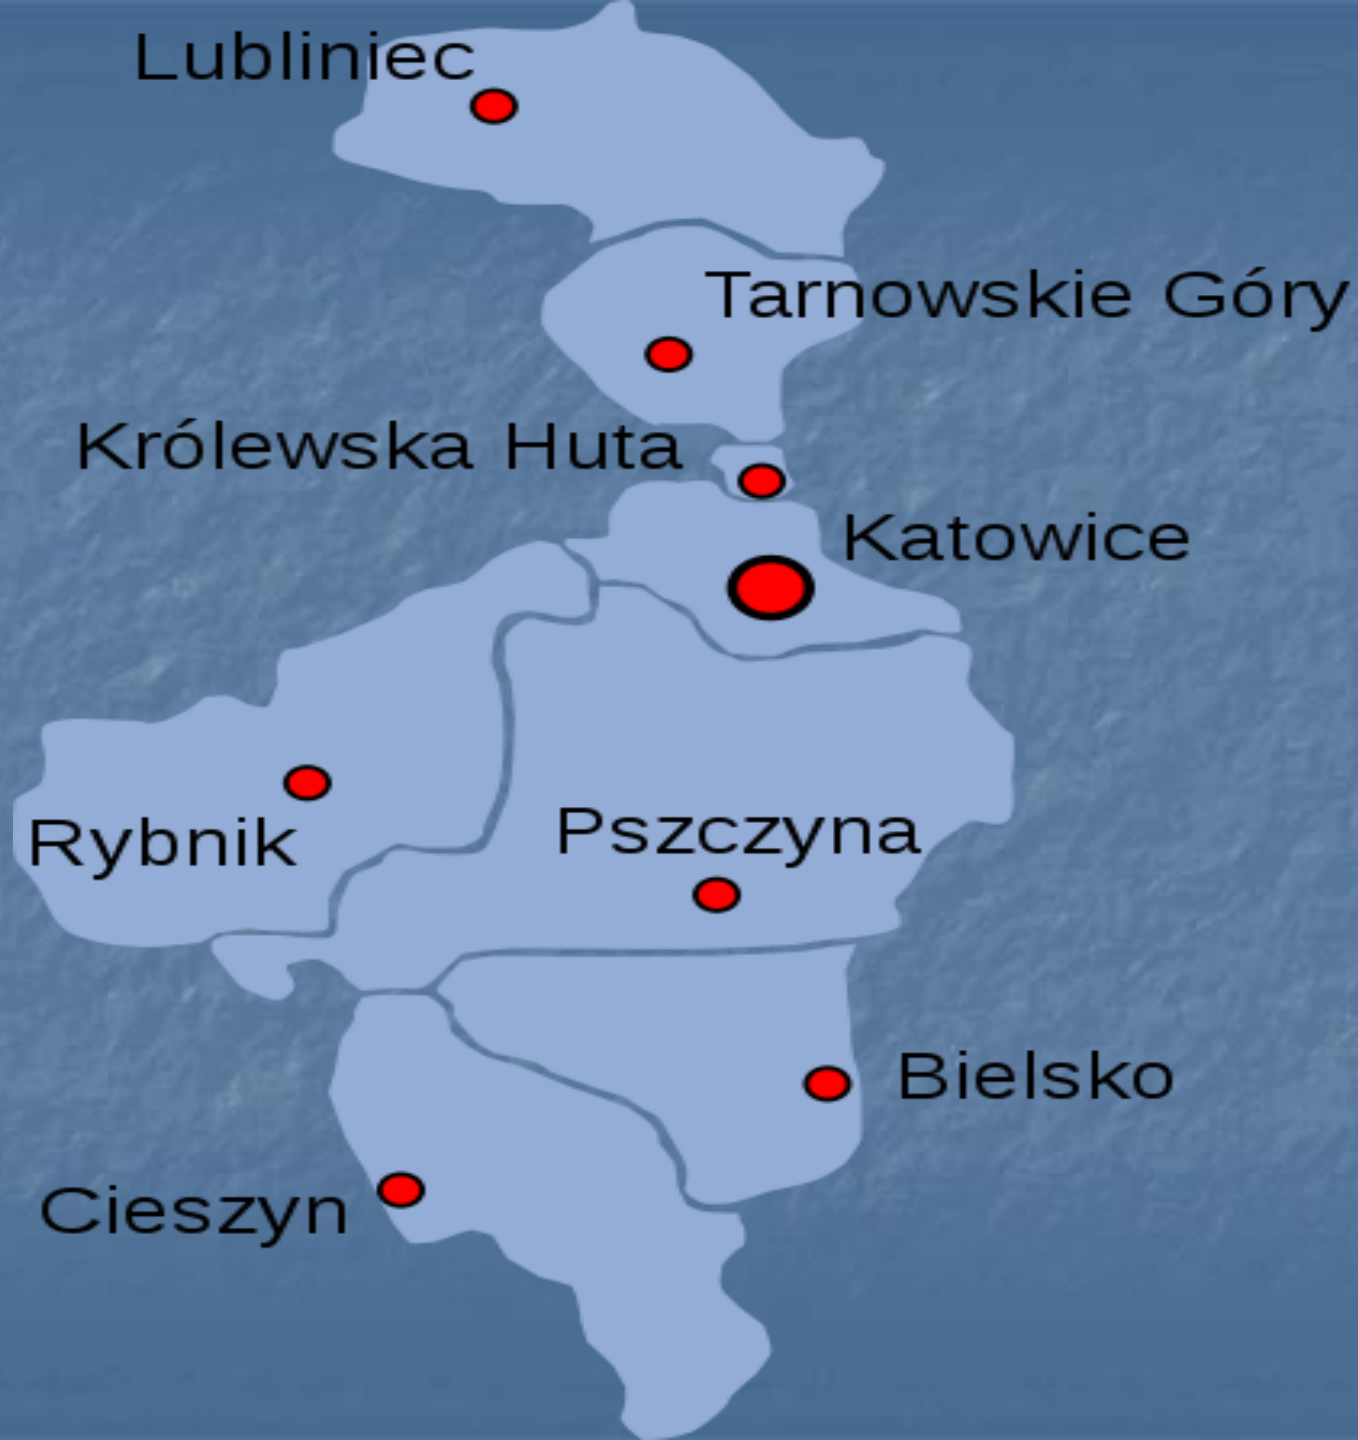 Lubliniec
Tarnowskie Góry
Królewska Huta
Katowice
Rybnik
Pszczyna
Bielsko
Cieszyn